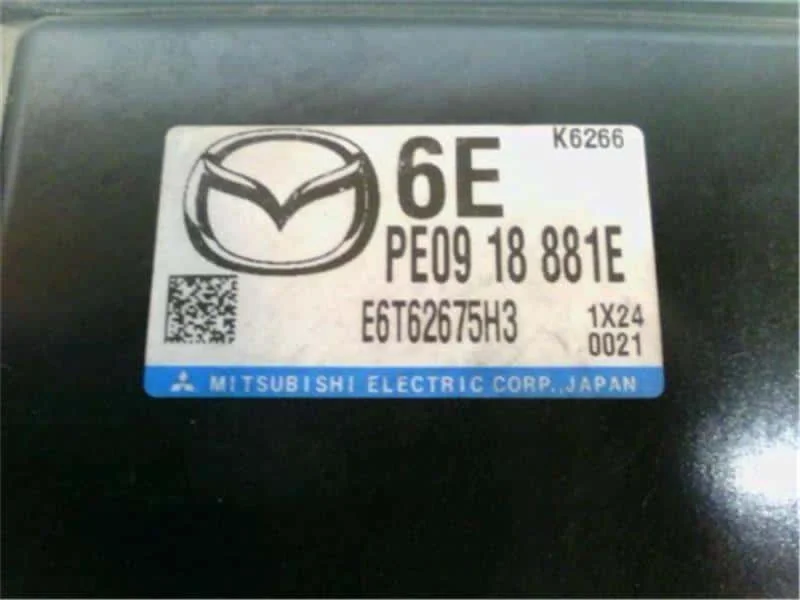 6E
K6266
PE09 18 881E
E6T62675H3
1X24
0021
MITSUBISHI ELECTRIC CORP., JAPAN